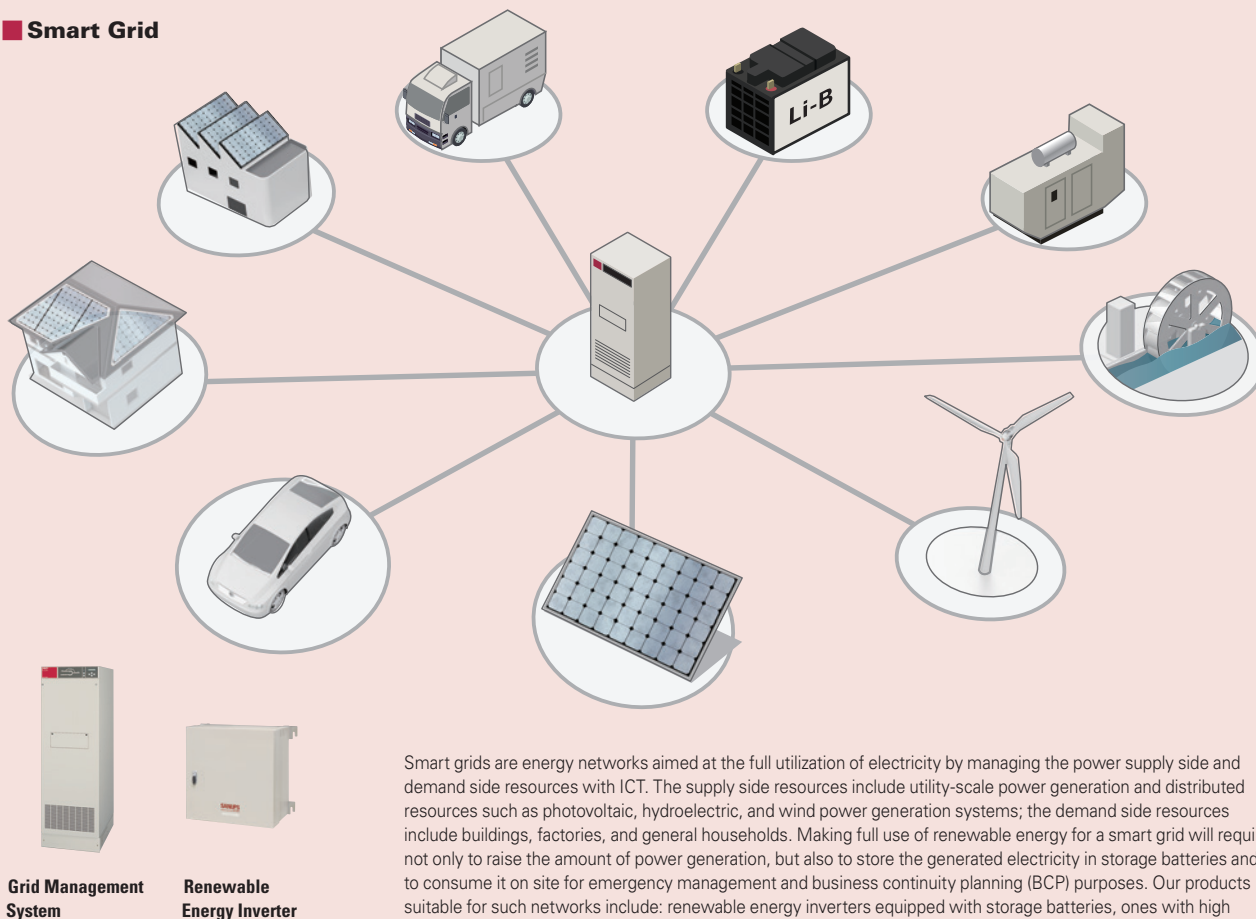 Smart Grid
Li-B
SANUPS
Grid Management
System
Renewable
Energy Inverter
Smart grids are energy networks aimed at the full utilization of electricity by managing the power supply side and
demand side resources with ICT. The supply side resources include utility-scale power generation and distributed
resources such as photovoltaic, hydroelectric, and wind power generation systems; the demand side resources
include buildings, factories, and general households. Making full use of renewable energy for a smart grid will requi
not only to raise the amount of power generation, but also to store the generated electricity in storage batteries and
to consume it on site for emergency management and business continuity planning (BCP) purposes. Our products
suitable for such networks include: renewable energy inverters equipped with storage batteries, ones with high